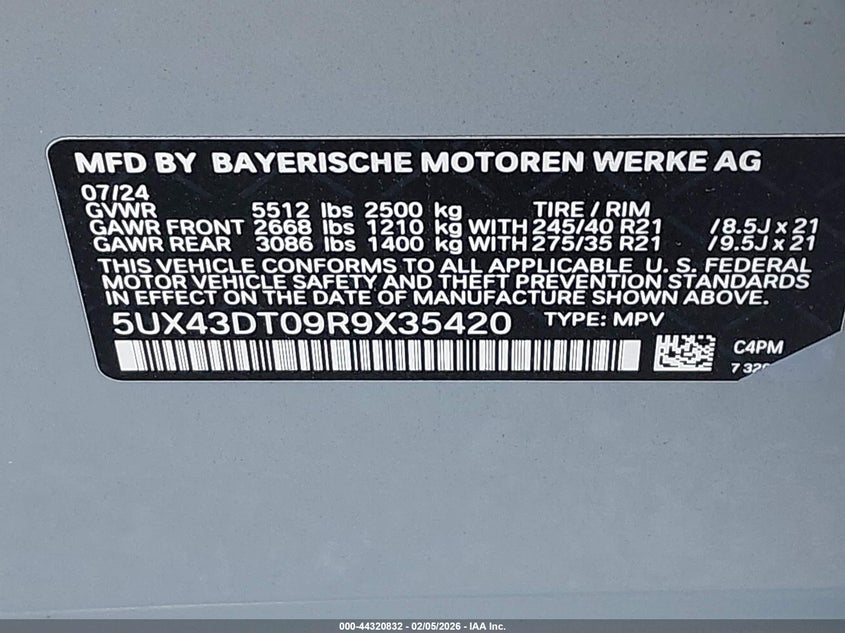 MFD BY BAYERISCHE MOTOREN WERKE AG
07/24
GVWR 5512 lbs 2500 kg TIRE / RIM
GAWR FRONT 2668 lbs 1210 kg WITH 245/40 R21 /8.5J x 21
GAWR REAR 3086 lbs 1400 kg WITH 275/35 R21 /9.5J x 21
THIS VEHICLE CONFORMS TO ALL APPLICABLE U. S. FEDERAL
MOTOR VEHICLE SAFETY AND THEFT PREVENTION STANDARDS
IN EFFECT ON THE DATE OF MANUFACTURE SHOWN ABOVE.
5UX43DT09R9X35420 TYPE: MPV
C4PM
000-44320832 - 02/05/2026 - IAA Inc.